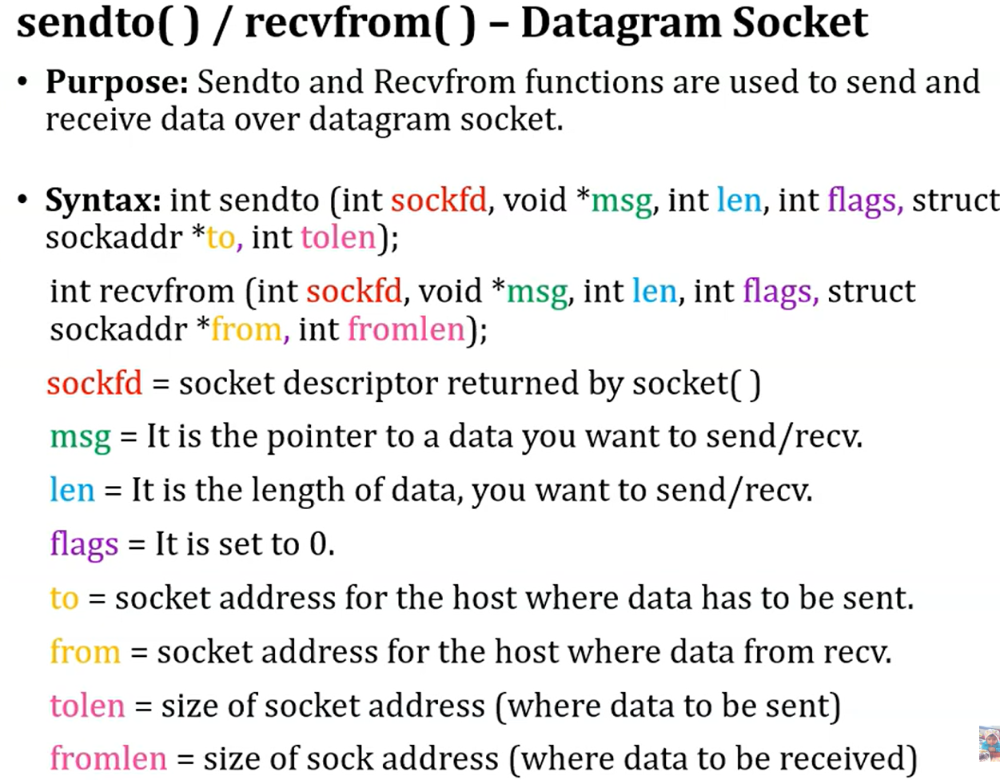 sendto( ) / recvfrom( ) – Datagram Socket
• Purpose: Sendto and Recvfrom functions are used to send and
receive data over datagram socket.
• Syntax: int sendto (int sockfd, void *msg, int len, int flags, struct
sockaddr *to, int tolen);
int recvfrom (int sockfd, void *msg, int len, int flags, struct
sockaddr *from, int fromlen);
sockfd = socket descriptor returned by socket( )
msg = It is the pointer to a data you want to send/recv.
len = It is the length of data, you want to send/recv.
flags = It is set to 0.
to = socket address for the host where data has to be sent.
from = socket address for the host where data from recv.
tolen = size of socket address (where data to be sent)
fromlen = size of sock address (where data to be received)